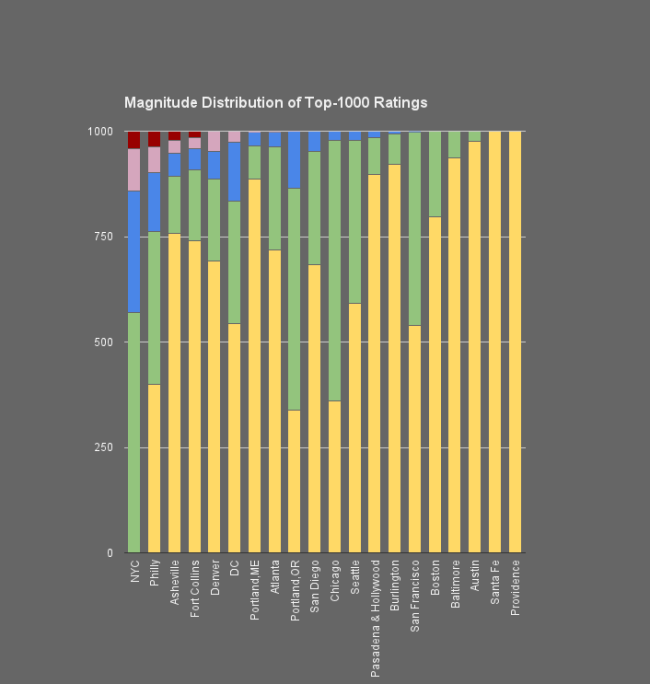 Magnitude Distribution of Top-1000 Ratings
1000
750
500
250
0
NYC
Philly
Asheville
Fort Collins
Denver
DC
Portland,ME
Atlanta
Portland,OR
San Diego
Chicago
Seattle
Pasadena & Hollywood
Burlington
San Francisco
Boston
Baltimore
Austin
Santa Fe
Providence